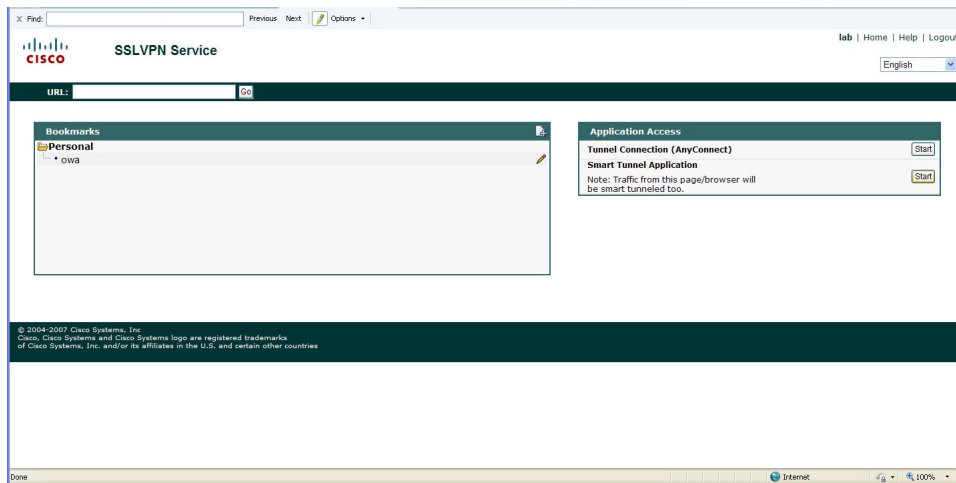 X Find: Previous Next Options
CISCO
SSLVPN Service
lab | Home | Help | Logout
English
URL: Go
Bookmarks
Personal
owa
Application Access
Tunnel Connection (AnyConnect) Start
Smart Tunnel Application
Note: Traffic from this page/browser will
be smart tunneled too.
Start
© 2004-2007 Cisco Systems, Inc
Cisco, Cisco Systems and Cisco Systems logo are registered trademarks
of Cisco Systems, Inc. and/or its affiliates in the U.S. and certain other countries
Done Internet 100%